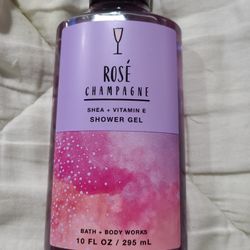 ROSÉ
CHAMPAGNE
SHEA + VITAMIN E
SHOWER GEL
BATH + BODY WORKS
10 FL OZ / 295 mL